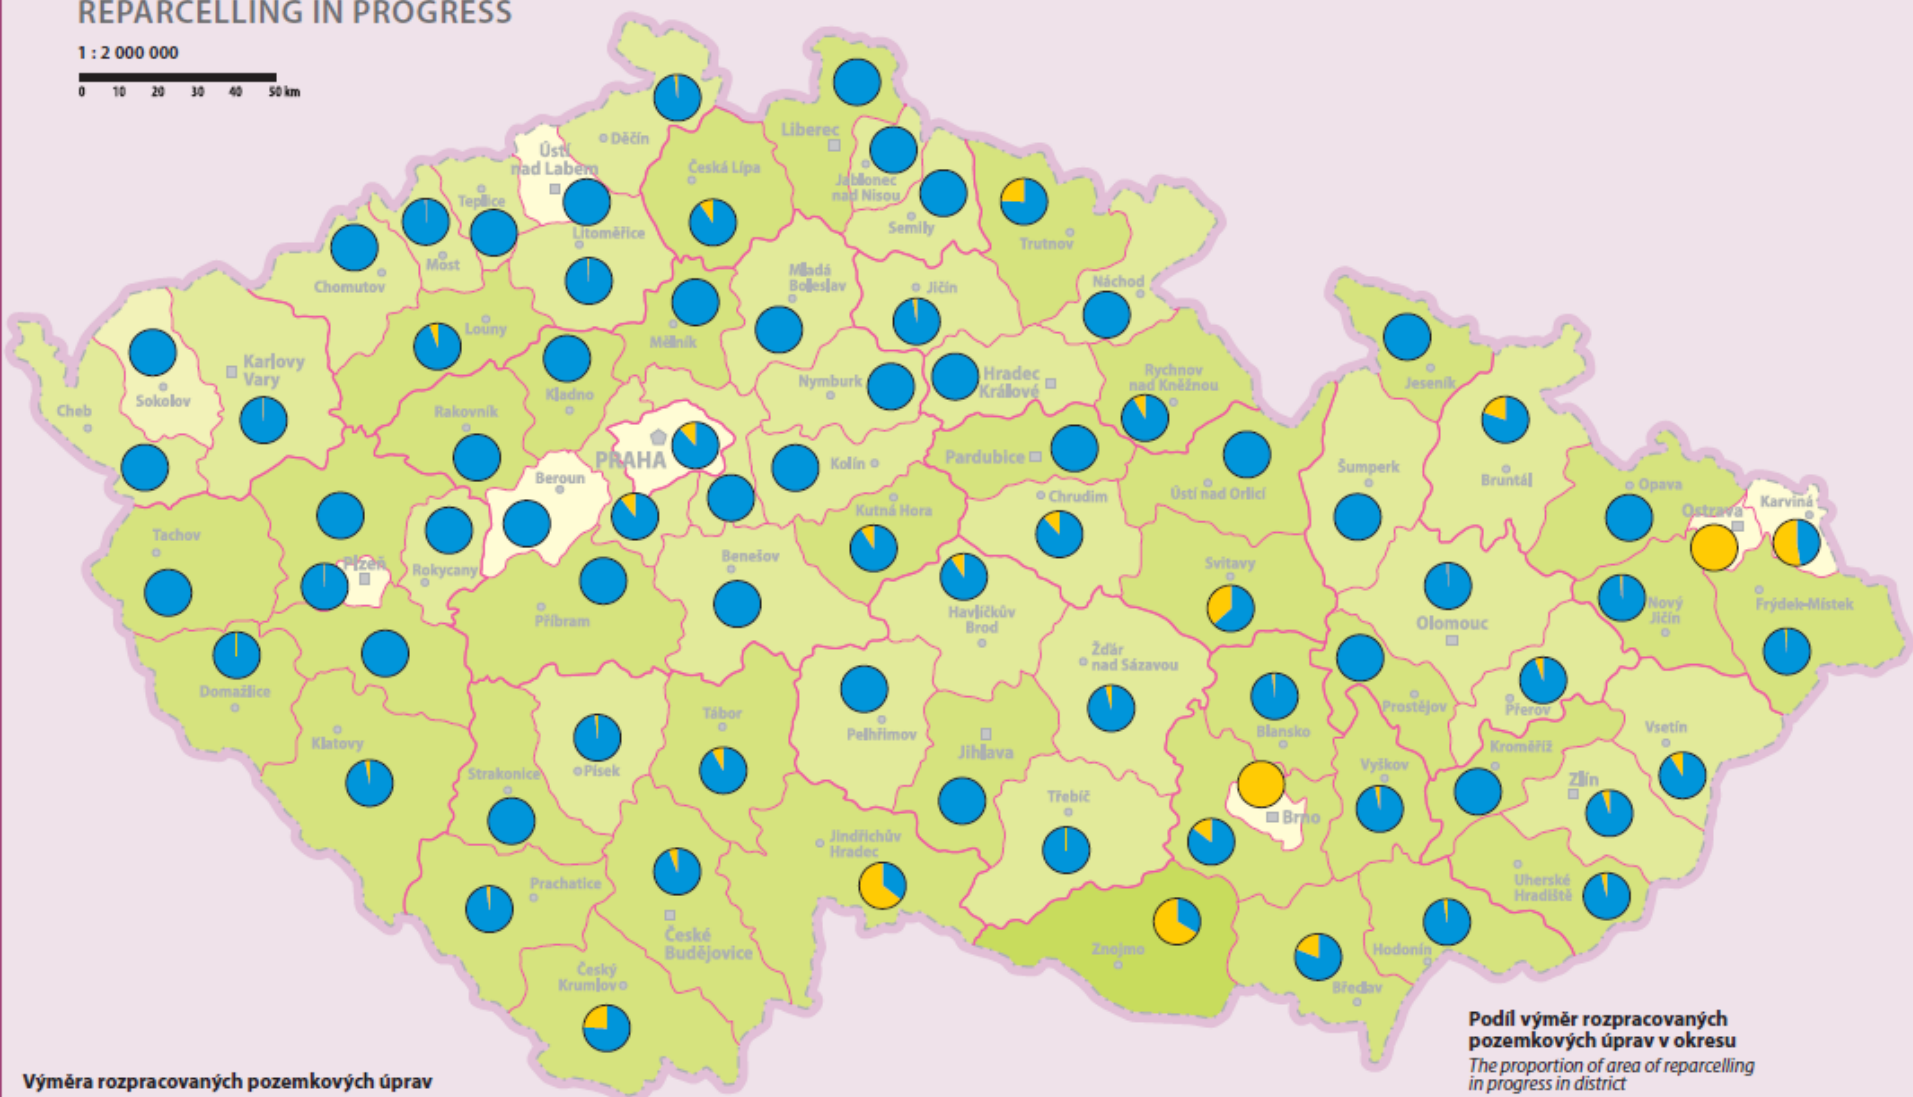 REPARCELLING IN PROGRESS
1 : 2 000 000
0 10 20 30 40 50 km
Děčín
Ústí
nad Labem
Liberec
Česká Lípa
Jablonec
nad Nisou
Teplice
Semily
Litoměřice
Trutnov
Most
Chomutov
Mladá
Boleslav
Jičín
Náchod
Louny
Mělník
Karlovy
Vary
Sokolov
Cheb
Kladno
Nymburk
Hradec
Králové
Rychnov
nad Kněžnou
Jeseník
Rakovník
PRAHA
Kolín
Pardubice
Beroun
Šumperk
Bruntál
Opava
Ústí nad Orlicí
Chrudim
Kutná Hora
Karviná
Ostrava
Tachov
Plzeň
Rokycany
Benešov
Svitavy
Příbram
Havlíčkův
Brod
Olomouc
Nový
Jičín
Frýdek-Místek
Žďár
nad Sázavou
Domažlice
Prostějov
Přerov
Tábor
Pelhřimov
Jihlava
Blansko
Vsetín
Klatovy
Kroměříž
Strakonice
Písek
Vyškov
Zlín
Třebíč
Brno
Jindřichův
Hradec
Prachatice
Uherské
Hradiště
České
Budějovice
Znojmo
Hodonín
Český
Krumlov
Břeclav
Podíl výměr rozpracovaných
pozemkových úprav v okresu
The proportion of area of reparcelling
in progress in district
Výměra rozpracovaných pozemkových úprav